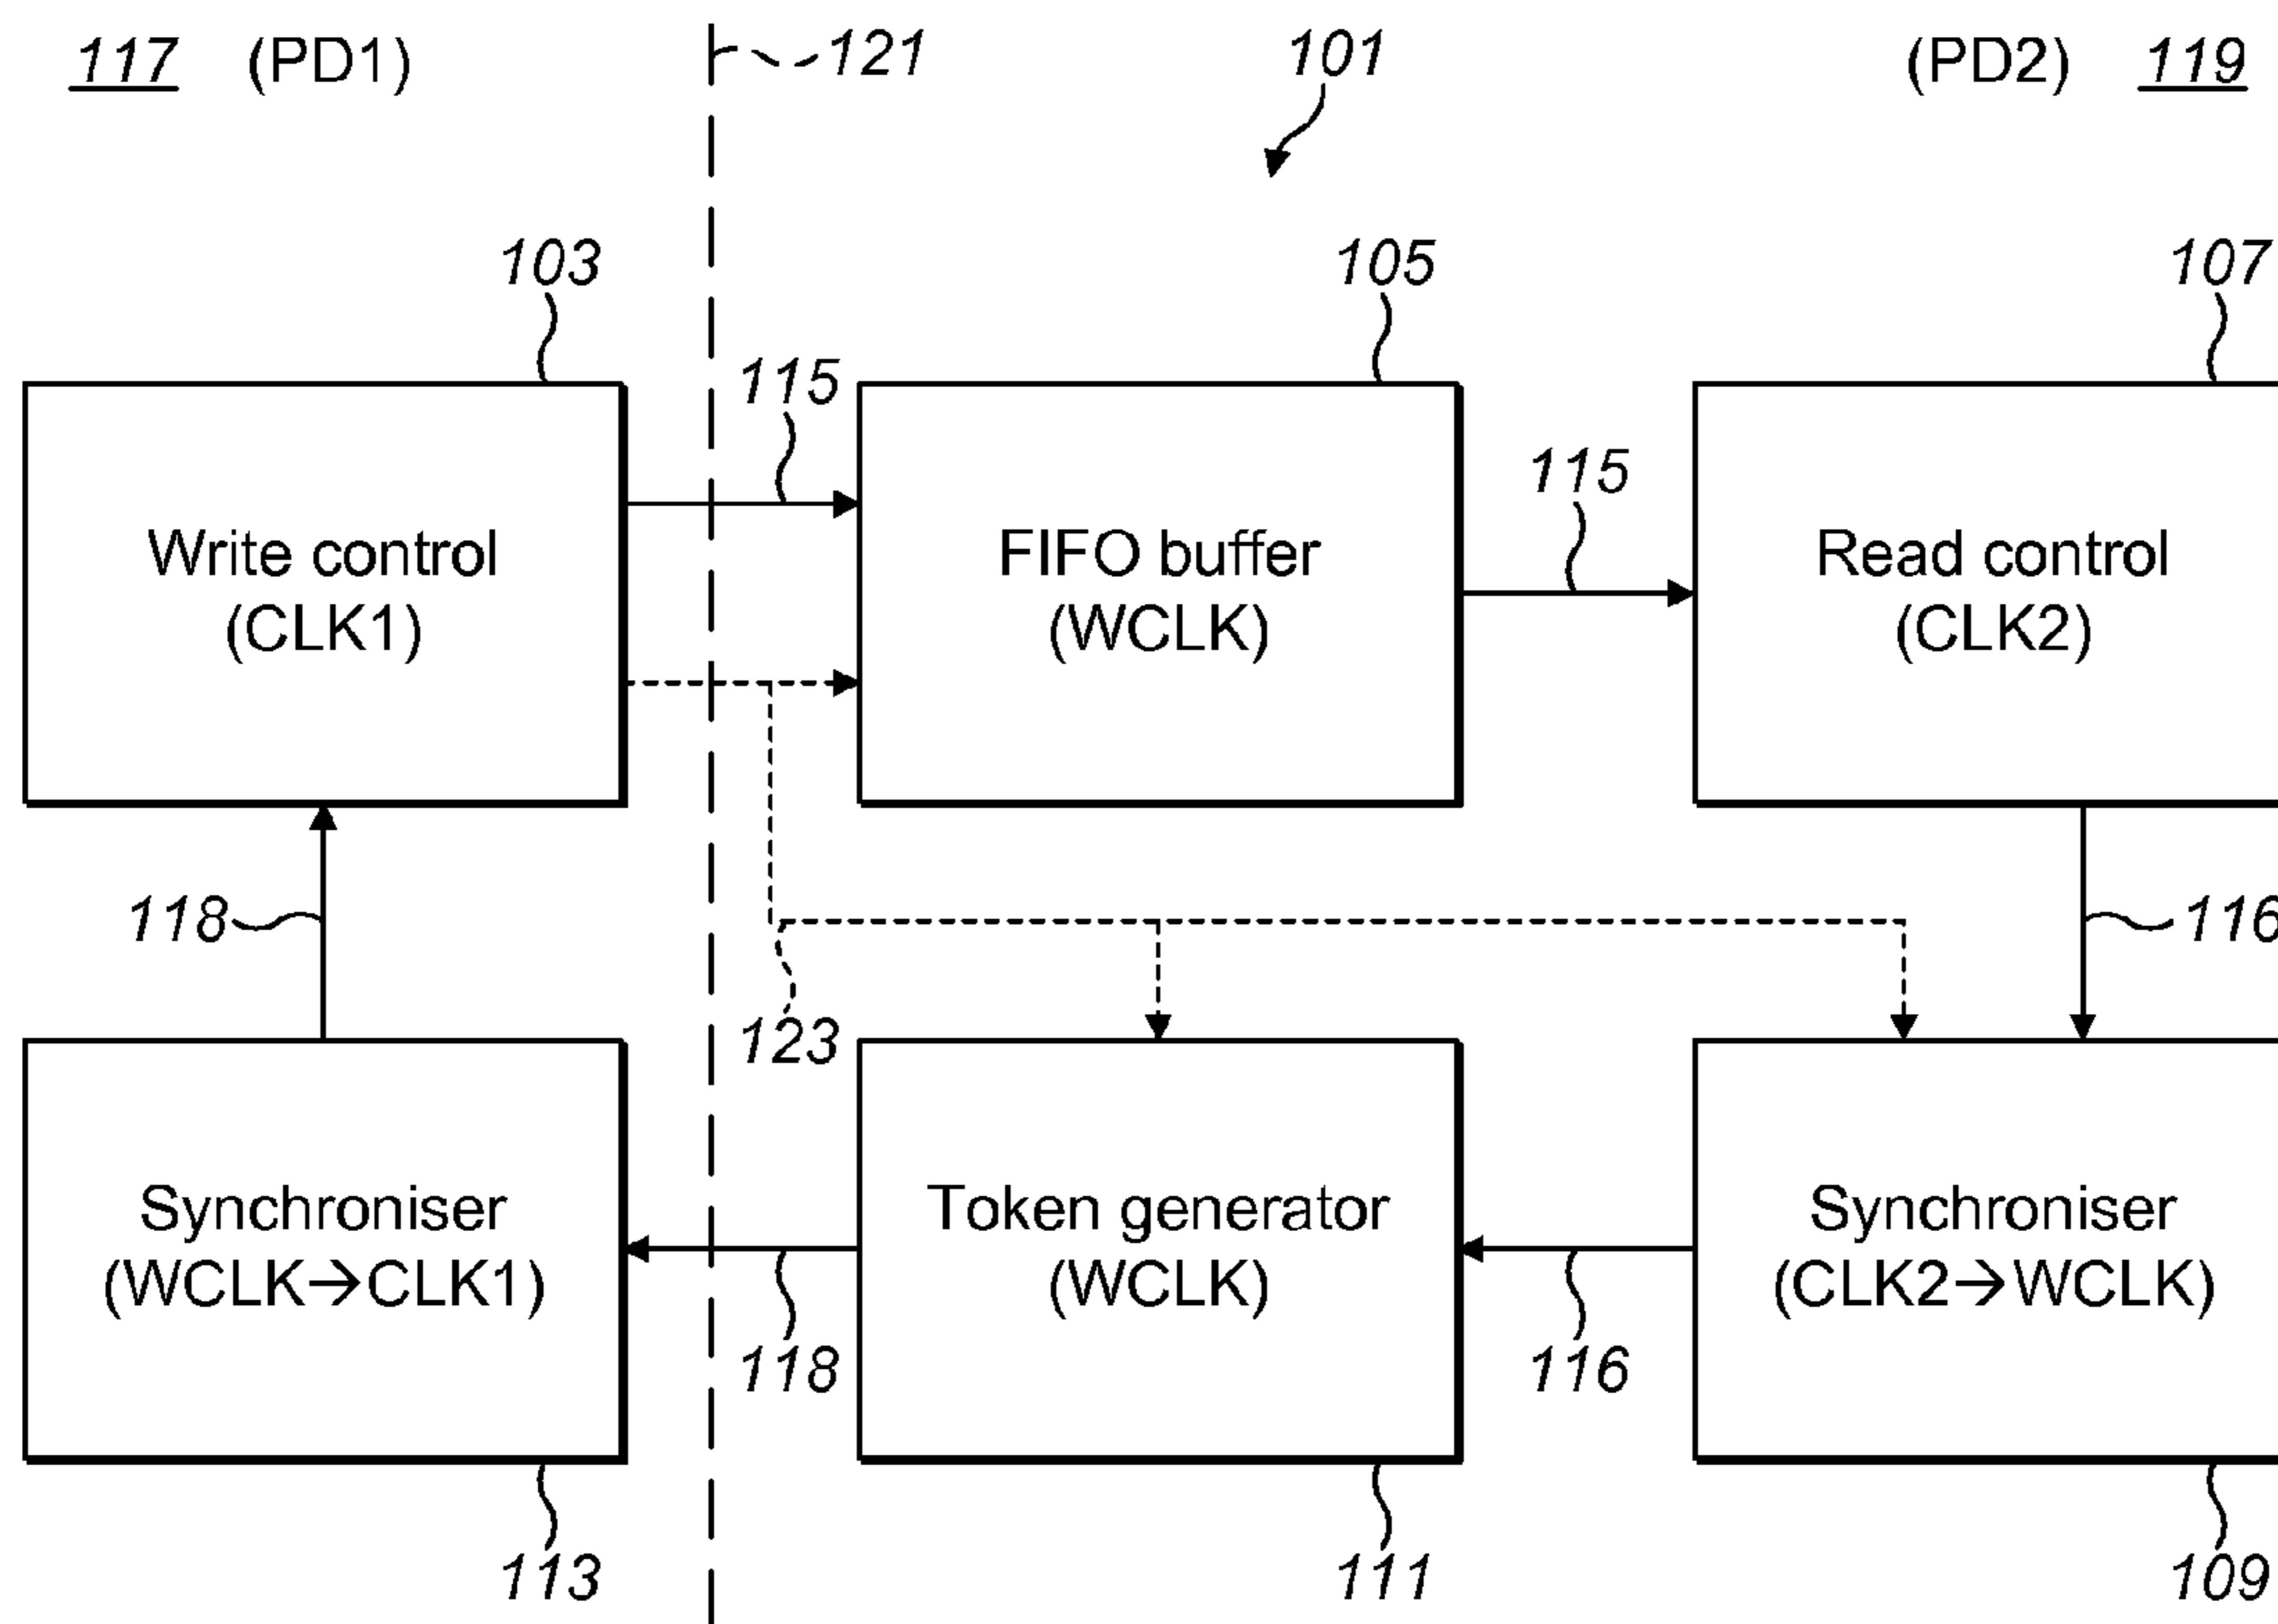 117 (PD1)
121
101
(PD2) 119
103
105
107
115
115
Write control
(CLK1)
FIFO buffer
(WCLK)
Read control
(CLK2)
118
116
123
Synchroniser
(WCLK→CLK1)
Token generator
(WCLK)
Synchroniser
(CLK2→WCLK)
118
116
113
111
109